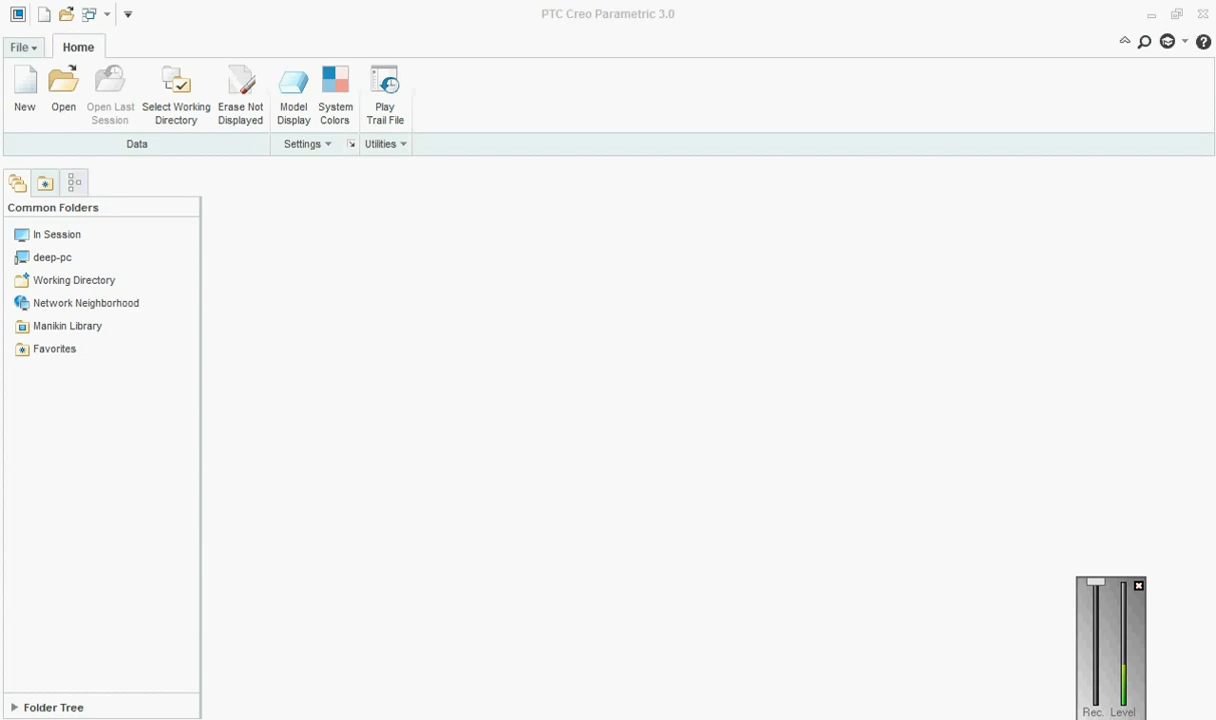 PTC Creo Parametric 3.0
File
Home
New
Open
Open Last
Session
Select Working
Directory
Erase Not
Displayed
Model
Display
System
Colors
Play
Trail File
Data
Settings
Utilities
Common Folders
In Session
deep-pc
Working Directory
Network Neighborhood
Manikin Library
Favorites
Folder Tree
Rec. Level